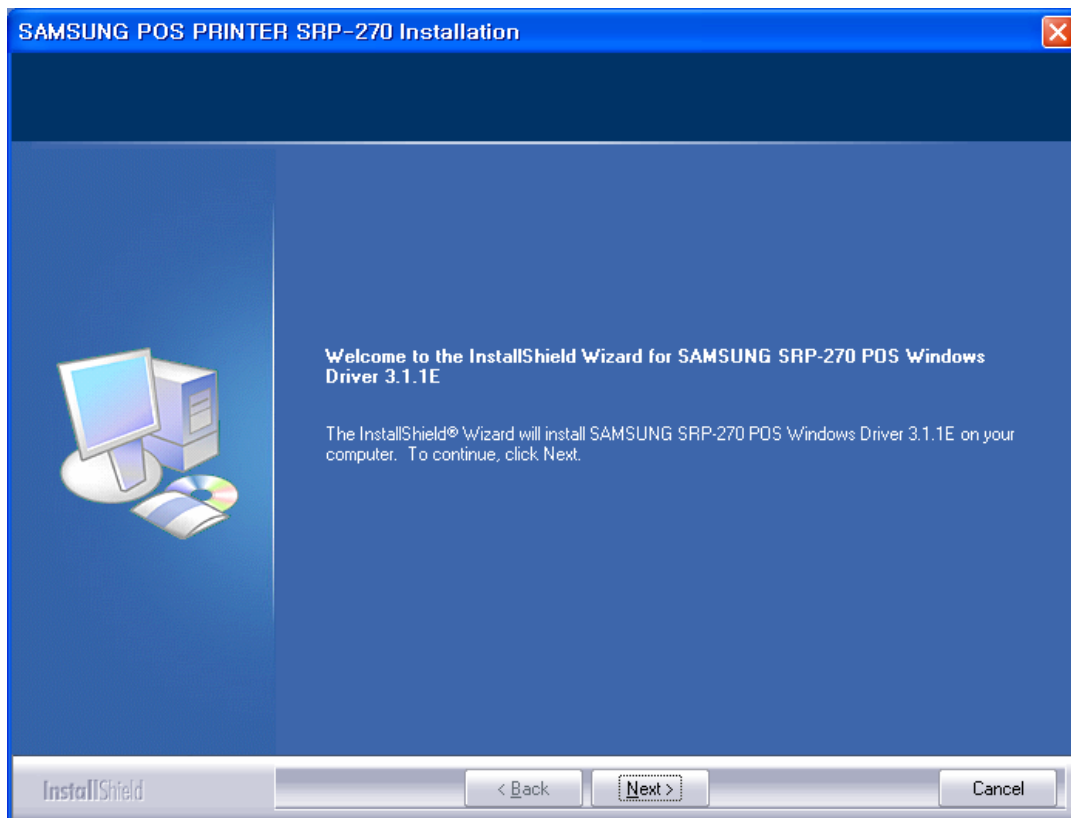 SAMSUNG POS PRINTER SRP-270 Installation
Welcome to the InstallShield Wizard for SAMSUNG SRP-270 POS Windows
Driver 3.1.1E
The InstallShield® Wizard will install SAMSUNG SRP-270 POS Windows Driver 3.1.1E on your
computer.  To continue, click Next.
InstallShield
< Back
Next >
Cancel